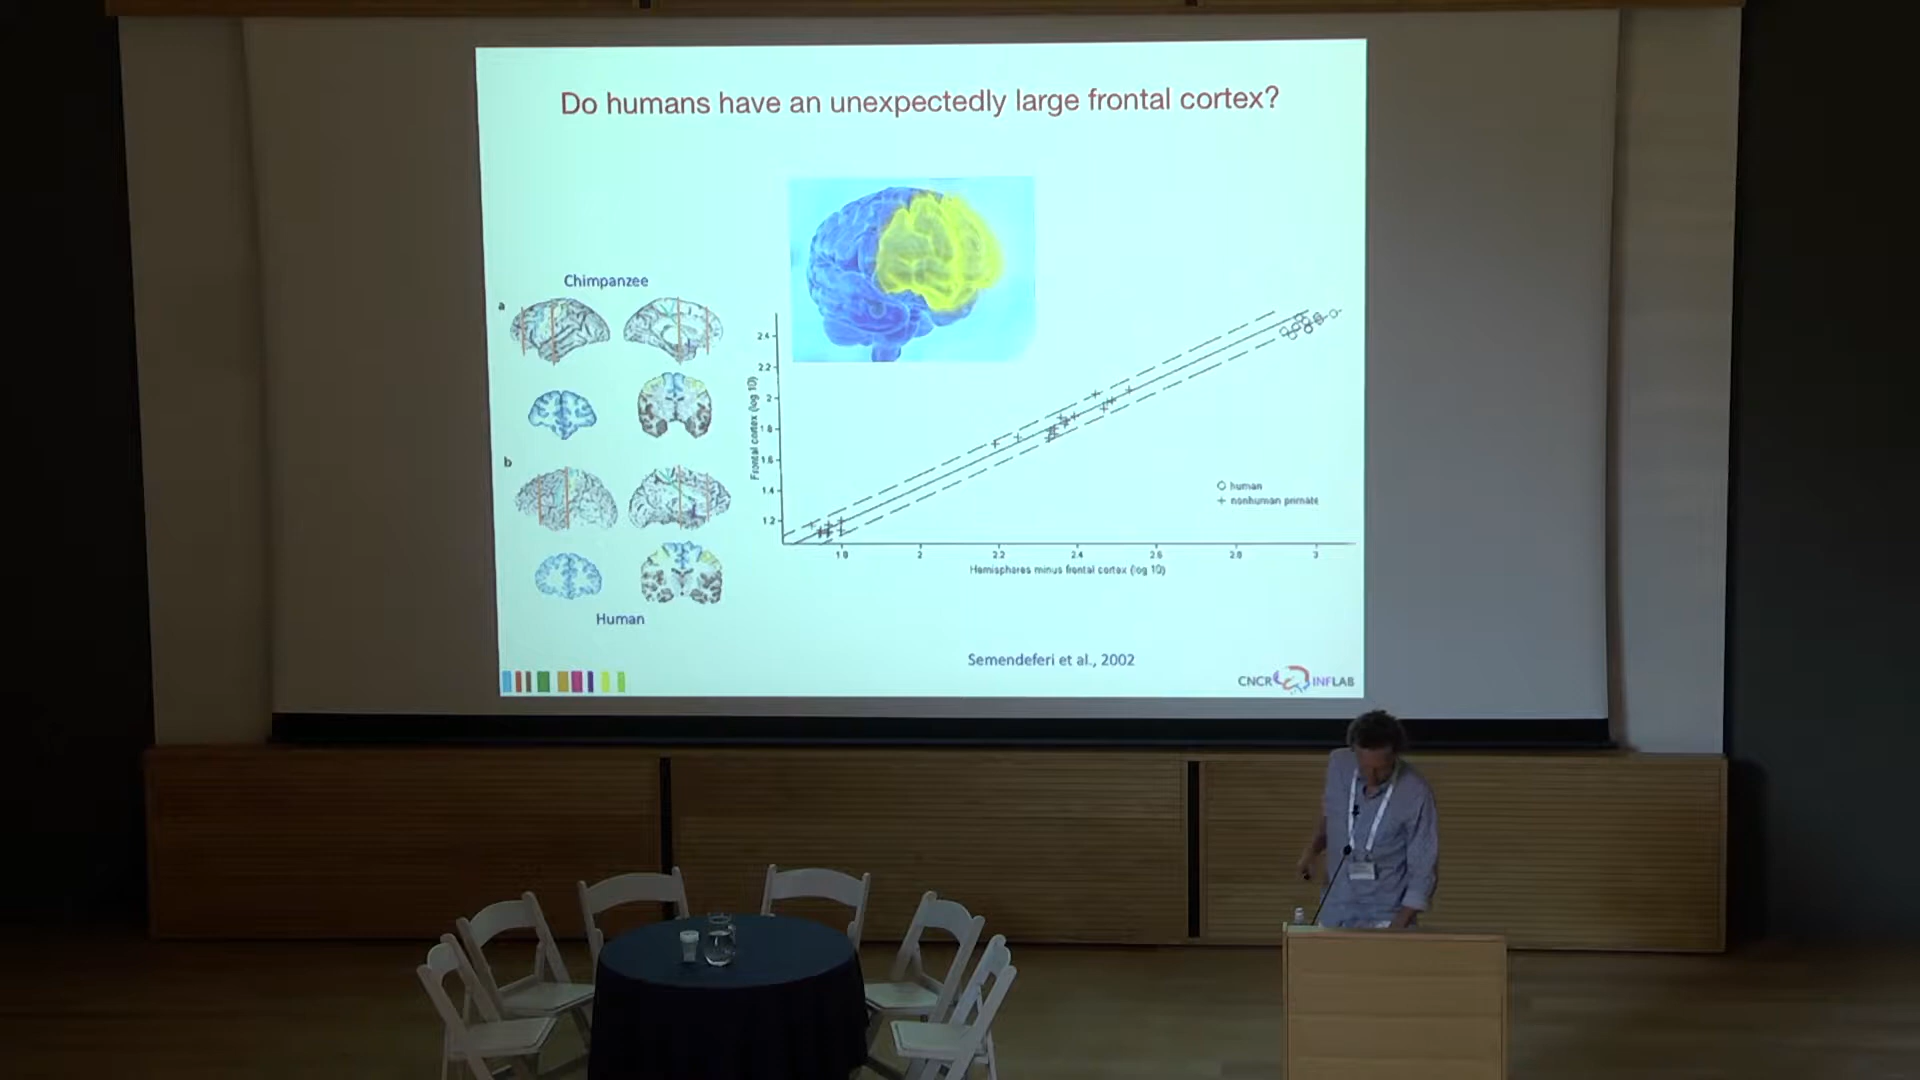 Do humans have an unexpectedly large frontal cortex?
Chimpanzee
a
b
Human
Frontal cortex (log 10)
2.4
2.2
2
1.8
1.6
1.4
1.2
1.8
2
2.2
2.4
2.6
2.8
3
Hemispheres minus frontal cortex (log 10)
human
nonhuman primate
Semendeferi et al., 2002
CNCR INFLAB